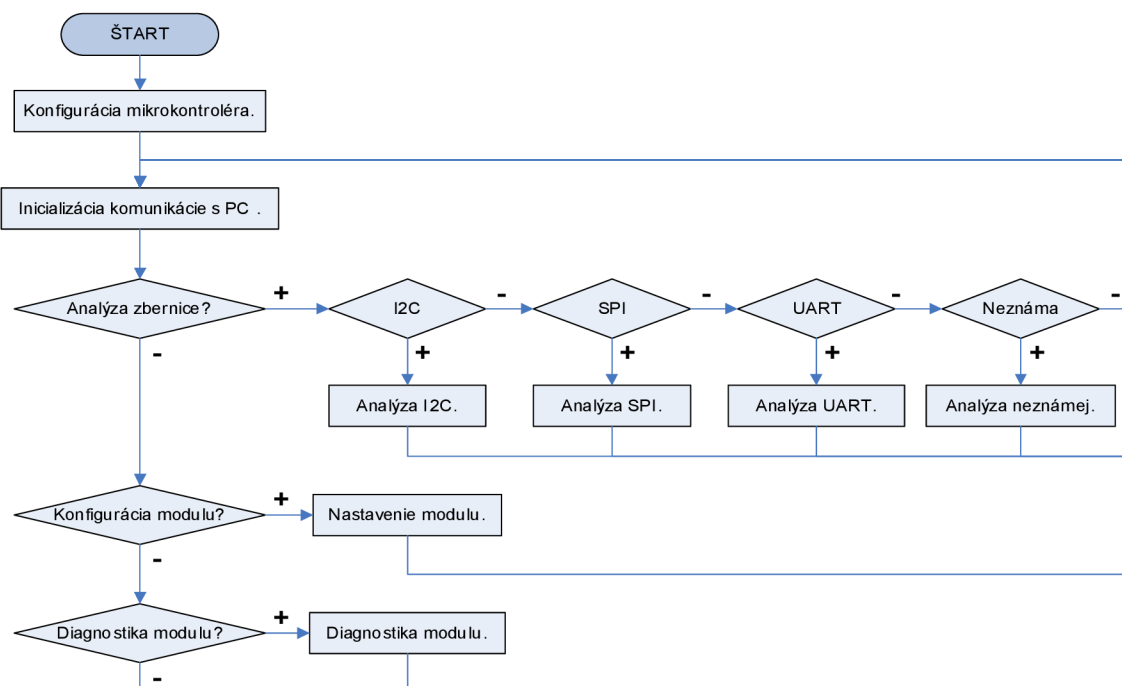 ŠTART
Konfigurácia mikrokontroléra.
Inicializácia komunikácie s PC .
Analýza zbernice?
+
I2C
-
SPI
-
UART
-
Neznáma
-
-
+
+
+
+
Analýza I2C.
Analýza SPI.
Analýza UART.
Analýza neznámej.
Konfigurácia modulu?
+
Nastavenie modulu.
-
Diagnostika modulu?
+
Diagnostika modulu.
-